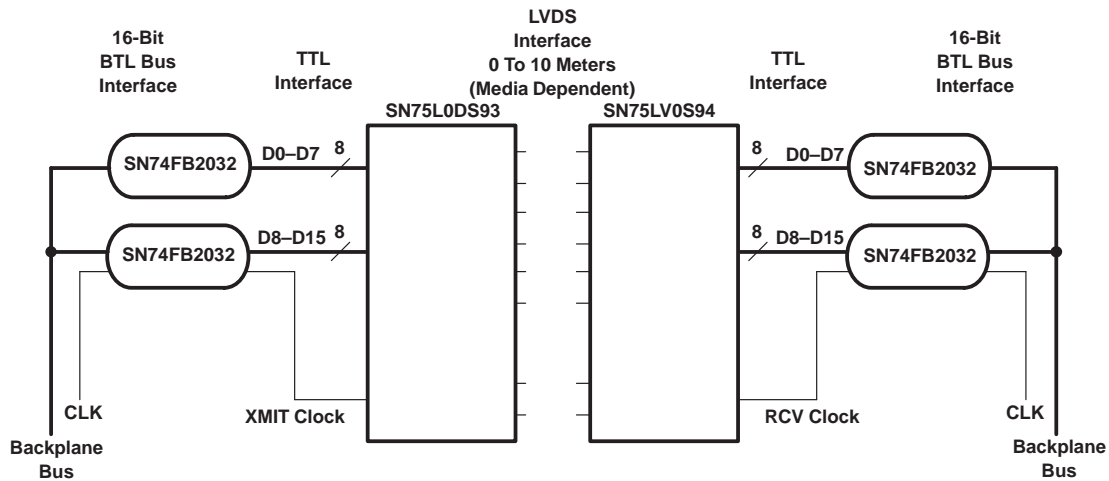 16-Bit
BTL Bus
Interface
TTL
Interface
LVDS
Interface
0 To 10 Meters
(Media Dependent)
TTL
Interface
16-Bit
BTL Bus
Interface
SN75L0DS93
SN75LV0S94
SN74FB2032
D0–D7
8
8
D0–D7
SN74FB2032
SN74FB2032
D8–D15
8
8
D8–D15
SN74FB2032
CLK
XMIT Clock
RCV Clock
CLK
Backplane
Bus
Backplane
Bus